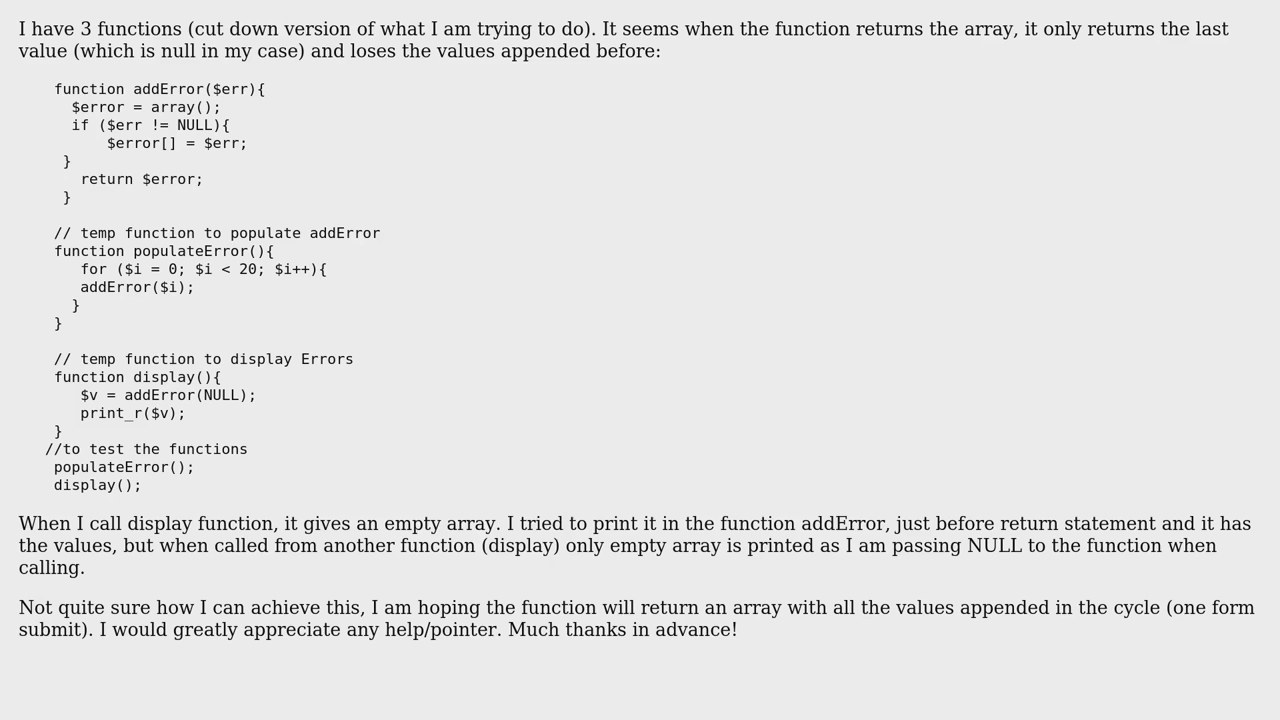 I have 3 functions (cut down version of what I am trying to do). It seems when the function returns the array, it only returns the last
value (which is null in my case) and loses the values appended before:
function addError($err){
$error = array();
if ($err != NULL){
$error[] = $err;
}
return $error;
}
// temp function to populate addError
function populateError(){
for ($i = 0; $i < 20; $i++){
addError($i);
}
}
// temp function to display Errors
function display(){
$v = addError(NULL);
print_r($v);
}
//to test the functions
populateError();
display();
When I call display function, it gives an empty array. I tried to print it in the function addError, just before return statement and it has
the values, but when called from another function (display) only empty array is printed as I am passing NULL to the function when
calling.
Not quite sure how I can achieve this, I am hoping the function will return an array with all the values appended in the cycle (one form
submit). I would greatly appreciate any help/pointer. Much thanks in advance!